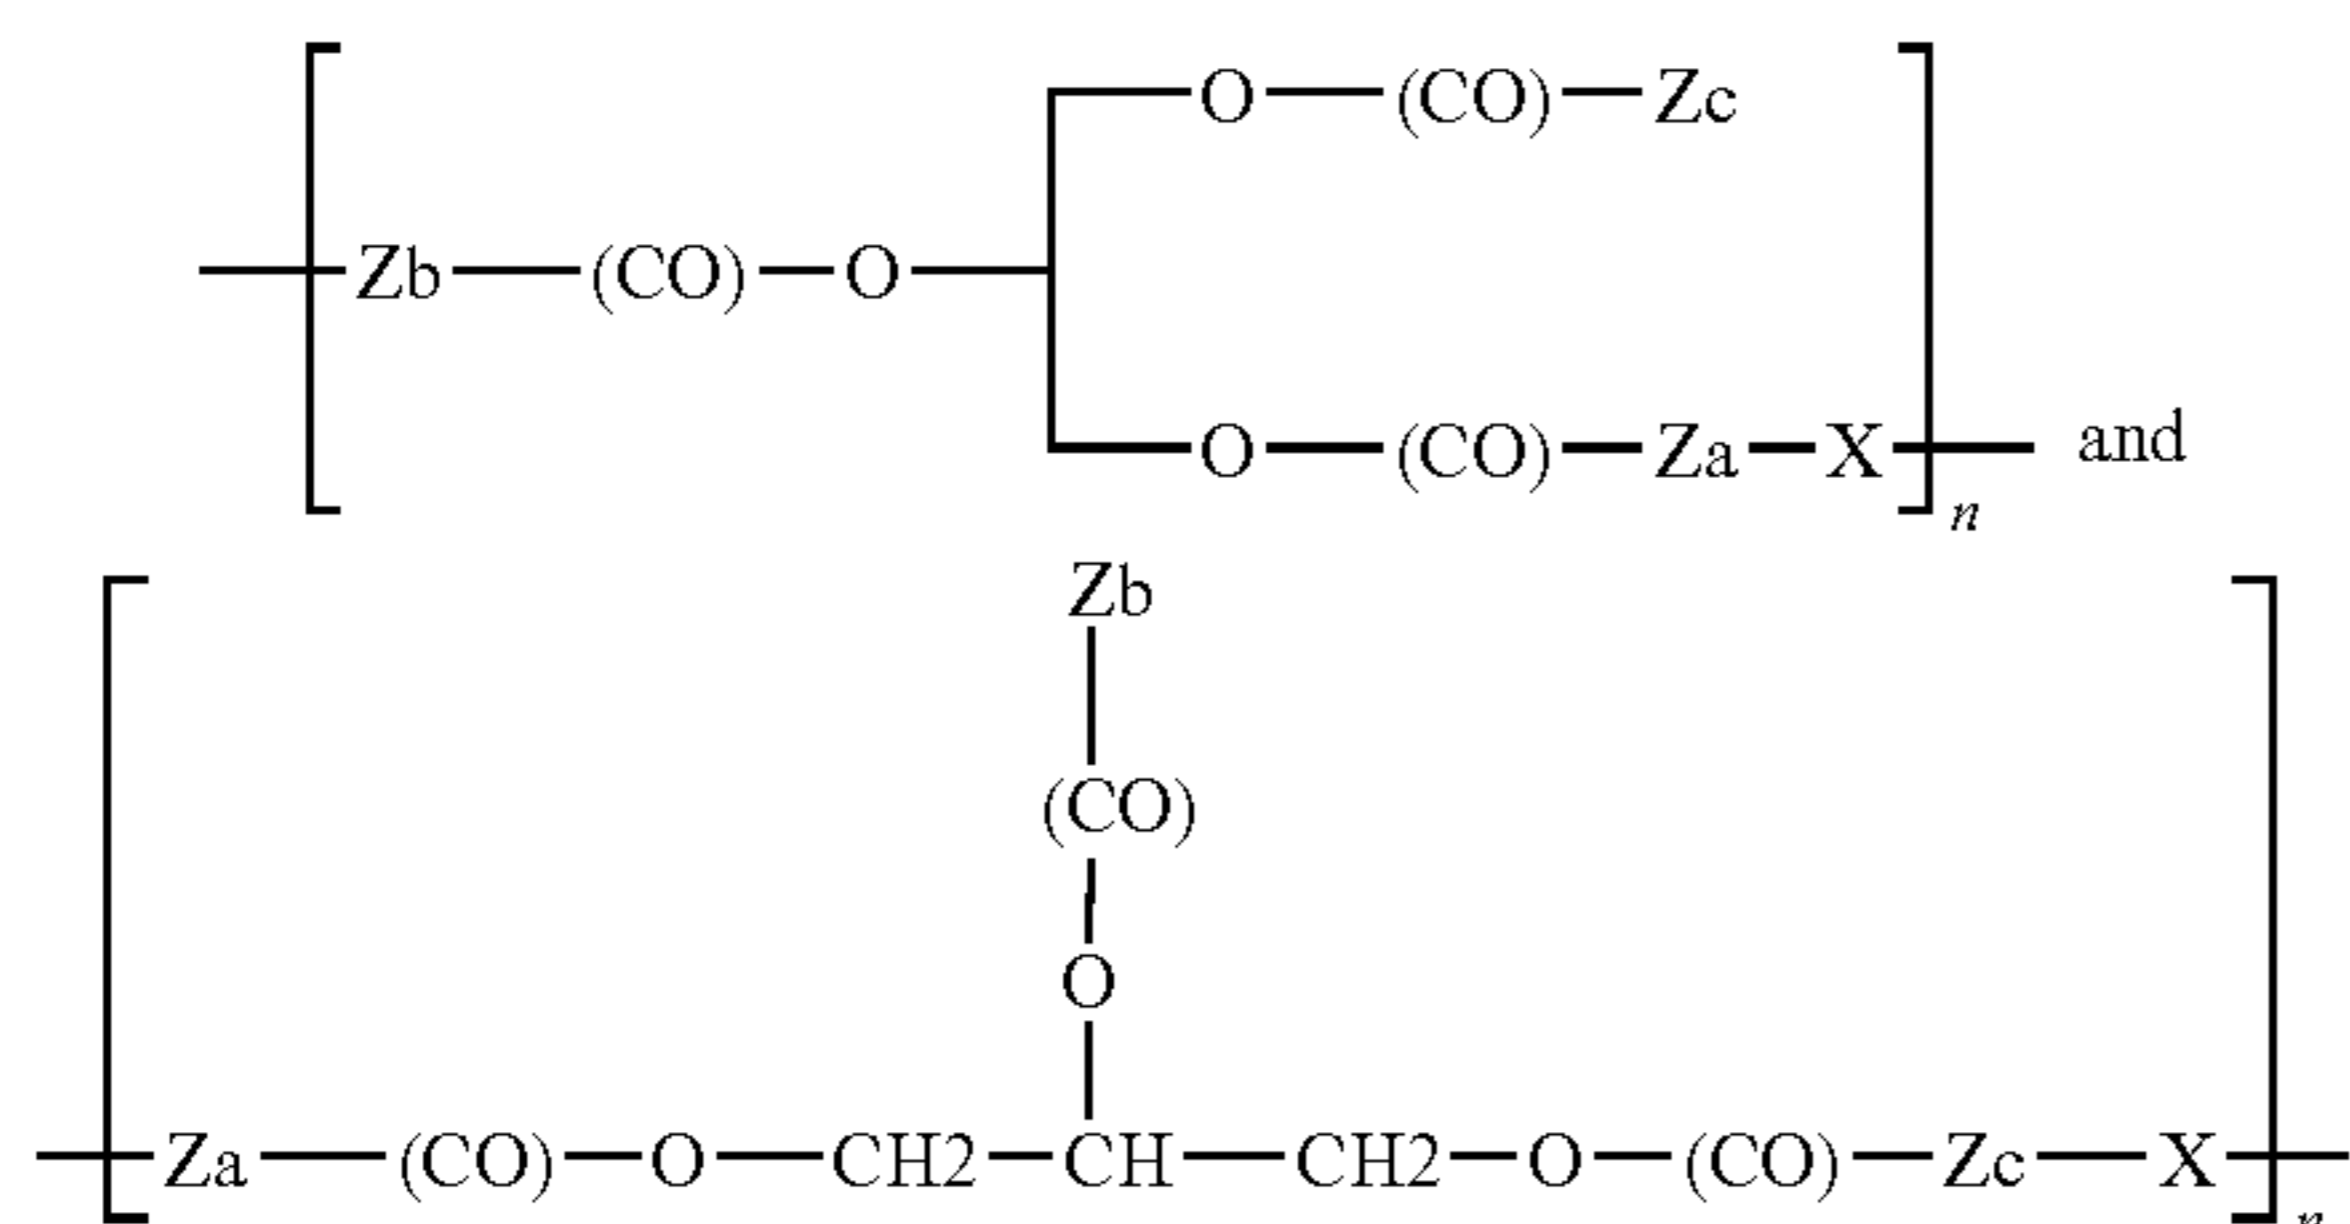 O—(CO)—Zc
Zb—(CO)—O
O—(CO)—Za—X
and
n
Zb
(CO)
O
Za—(CO)—O—CH2—CH—CH2—O—(CO)—Zc—X
n